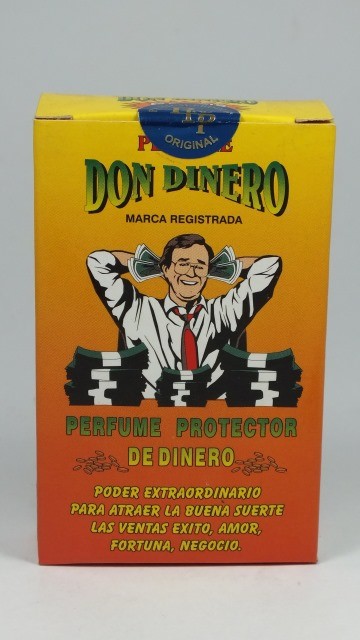 ORIGINAL
DON DINERO
MARCA REGISTRADA
PERFUME PROTECTOR
DE DINERO
PODER EXTRAORDINARIO
PARA ATRAER LA BUENA SUERTE
LAS VENTAS EXITO, AMOR,
FORTUNA, NEGOCIO.